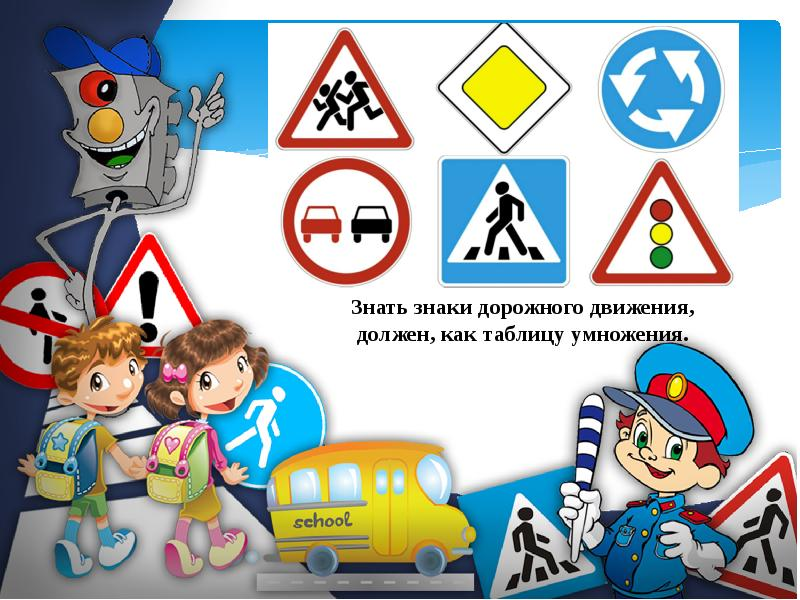 Знать знаки дорожного движения,
должен, как таблицу умножения.
school